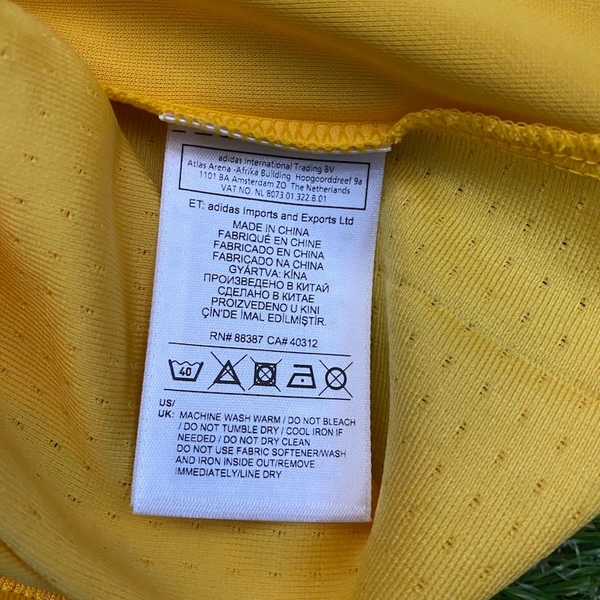 adidas International Trading BV
Atlas Arena -Afrika Building Hoogoorddreef 9a
1101 BA Amsterdam ZO The Netherlands
VAT NO. NL 8073.01.322.B.01
ET: adidas Imports and Exports Ltd
MADE IN CHINA
FABRIQUÉ EN CHINE
FABRICADO EN CHINA
FABRICADO NA CHINA
GYÁRTVA: KÍNA
ПРОИЗВЕДЕНО В КИТАЙ
СДЕЛАНО В КИТАЕ
PROIZVEDENO U KINI
ÇİN'DE İMAL EDİLMİŞTİR.
RN# 88387 CA# 40312
40
US/
UK: MACHINE WASH WARM / DO NOT BLEACH
/ DO NOT TUMBLE DRY / COOL IRON IF
NEEDED / DO NOT DRY CLEAN
DO NOT USE FABRIC SOFTENER/WASH
AND IRON INSIDE OUT/REMOVE
IMMEDIATELY/LINE DRY